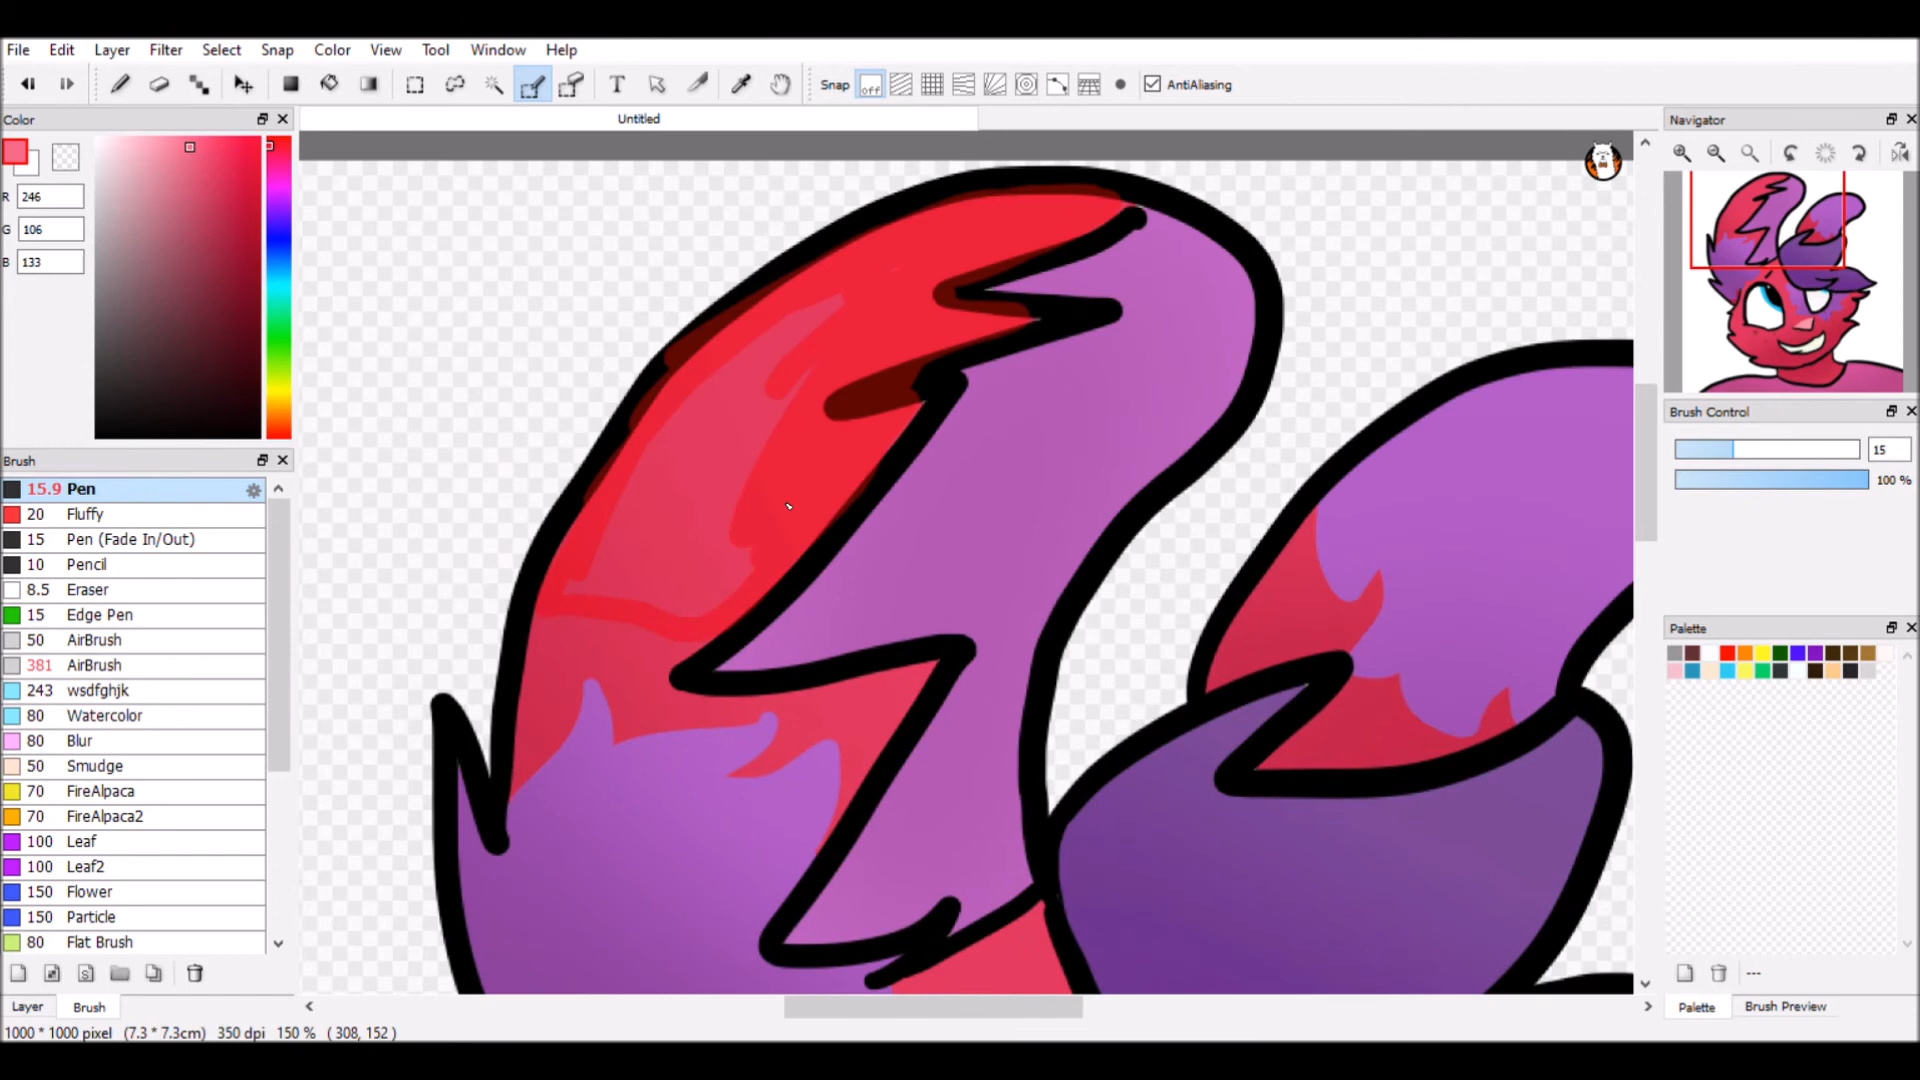 File Edit Layer Filter Select Snap Color View Tool Window Help
Snap off AntiAliasing
Color
Untitled
Navigator
R 246
G 106
B 133
Brush Control
15
100 %
Brush
15.9 Pen
20 Fluffy
15 Pen (Fade In/Out)
10 Pencil
8.5 Eraser
15 Edge Pen
50 AirBrush
381 AirBrush
243 wsdfghjk
80 Watercolor
80 Blur
50 Smudge
70 FireAlpaca
70 FireAlpaca2
100 Leaf
100 Leaf2
150 Flower
150 Particle
80 Flat Brush
Palette
---
Layer Brush
Palette Brush Preview
1000 * 1000 pixel (7.3 * 7.3cm) 350 dpi 150 % ( 308, 152 )